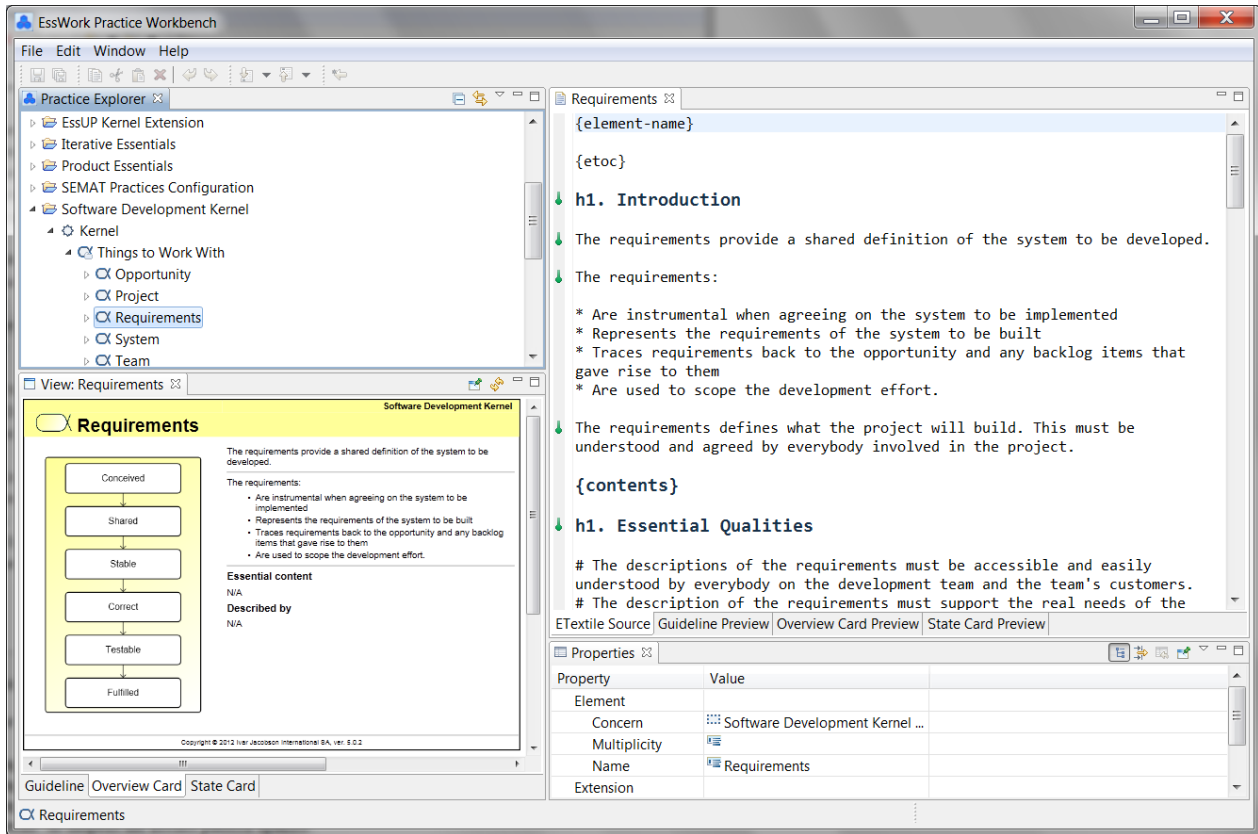 EssWork Practice Workbench
File Edit Window Help
Practice Explorer
EssUP Kernel Extension
Iterative Essentials
Product Essentials
SEMAT Practices Configuration
Software Development Kernel
Kernel
Things to Work With
Opportunity
Project
Requirements
System
Team
View: Requirements
Software Development Kernel
Requirements
Conceived
Shared
Stable
Correct
Testable
Fulfilled
The requirements provide a shared definition of the system to be
developed.
The requirements:
• Are instrumental when agreeing on the system to be
implemented
• Represents the requirements of the system to be built
• Traces requirements back to the opportunity and any backlog
items that gave rise to them
• Are used to scope the development effort.
Essential content
N/A
Described by
N/A
Copyright © 2012 Ivar Jacobson International SA, ver. 5.0.2
Guideline Overview Card State Card
Requirements
Requirements
{element-name}
{etoc}
h1. Introduction
The requirements provide a shared definition of the system to be developed.
The requirements:
* Are instrumental when agreeing on the system to be implemented
* Represents the requirements of the system to be built
* Traces requirements back to the opportunity and any backlog items that
gave rise to them
* Are used to scope the development effort.
The requirements defines what the project will build. This must be
understood and agreed by everybody involved in the project.
{contents}
h1. Essential Qualities
# The descriptions of the requirements must be accessible and easily
understood by everybody on the development team and the team's customers.
# The description of the requirements must support the real needs of the
ETextile Source Guideline Preview Overview Card Preview State Card Preview
Properties
Property Value
Element
Concern Software Development Kernel ...
Multiplicity
Name Requirements
Extension